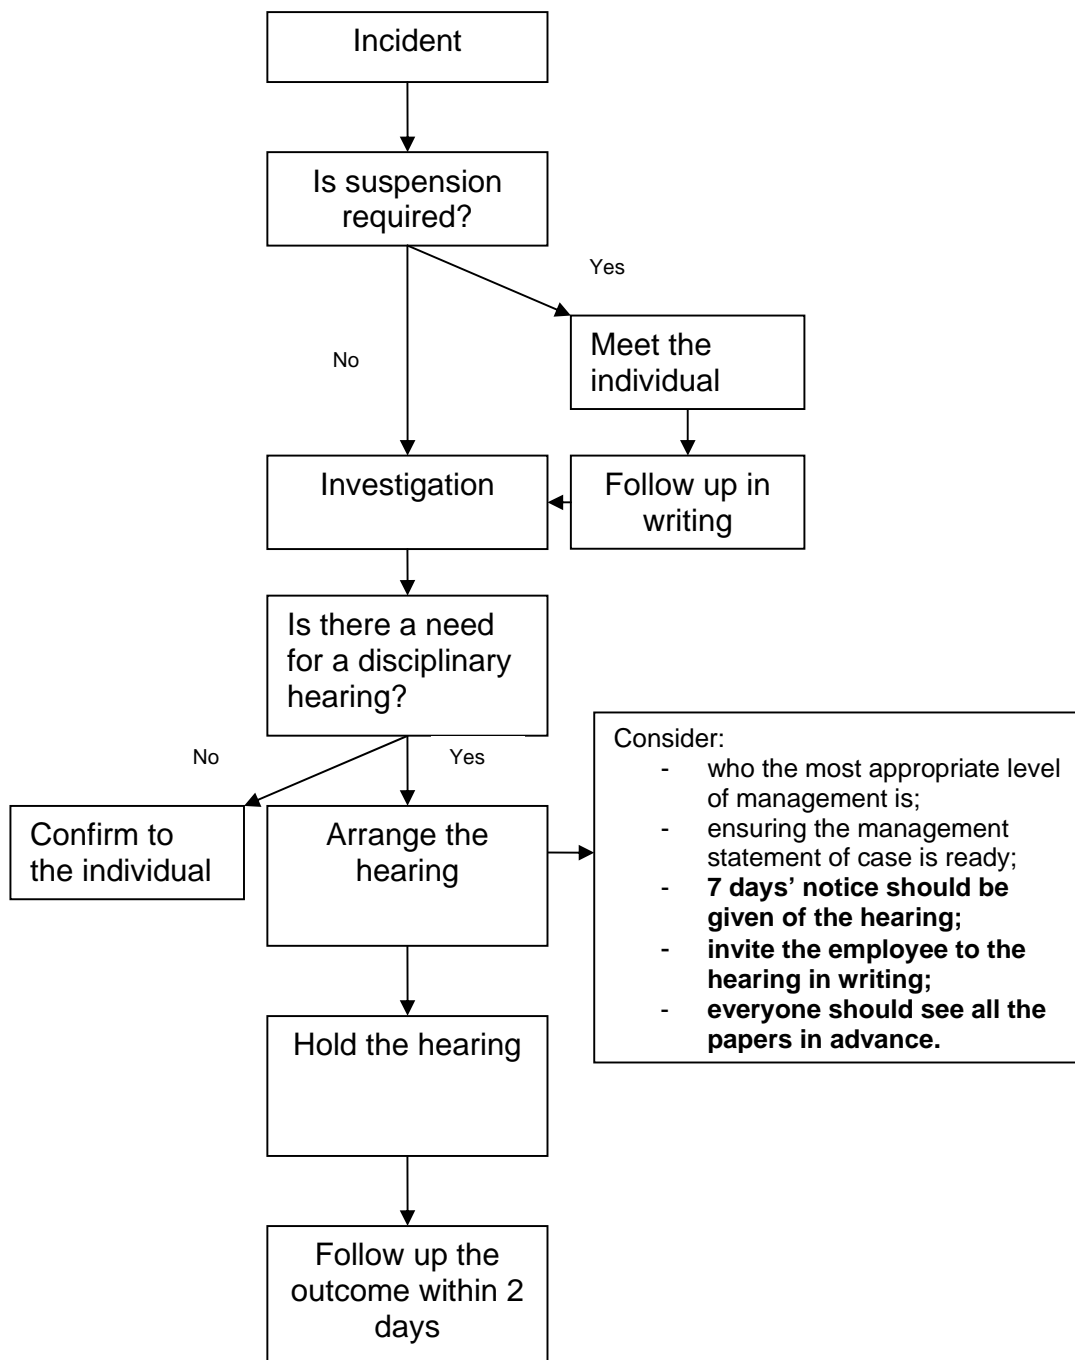 Incident
Is suspension
required?
Yes
No
Meet the
individual
Investigation
Follow up in
writing
Is there a need
for a disciplinary
hearing?
No
Yes
Confirm to
the individual
Arrange the
hearing
Consider:
- who the most appropriate level
of management is;
- ensuring the management
statement of case is ready;
- 7 days’ notice should be
given of the hearing;
- invite the employee to the
hearing in writing;
- everyone should see all the
papers in advance.
Hold the hearing
Follow up the
outcome within 2
days